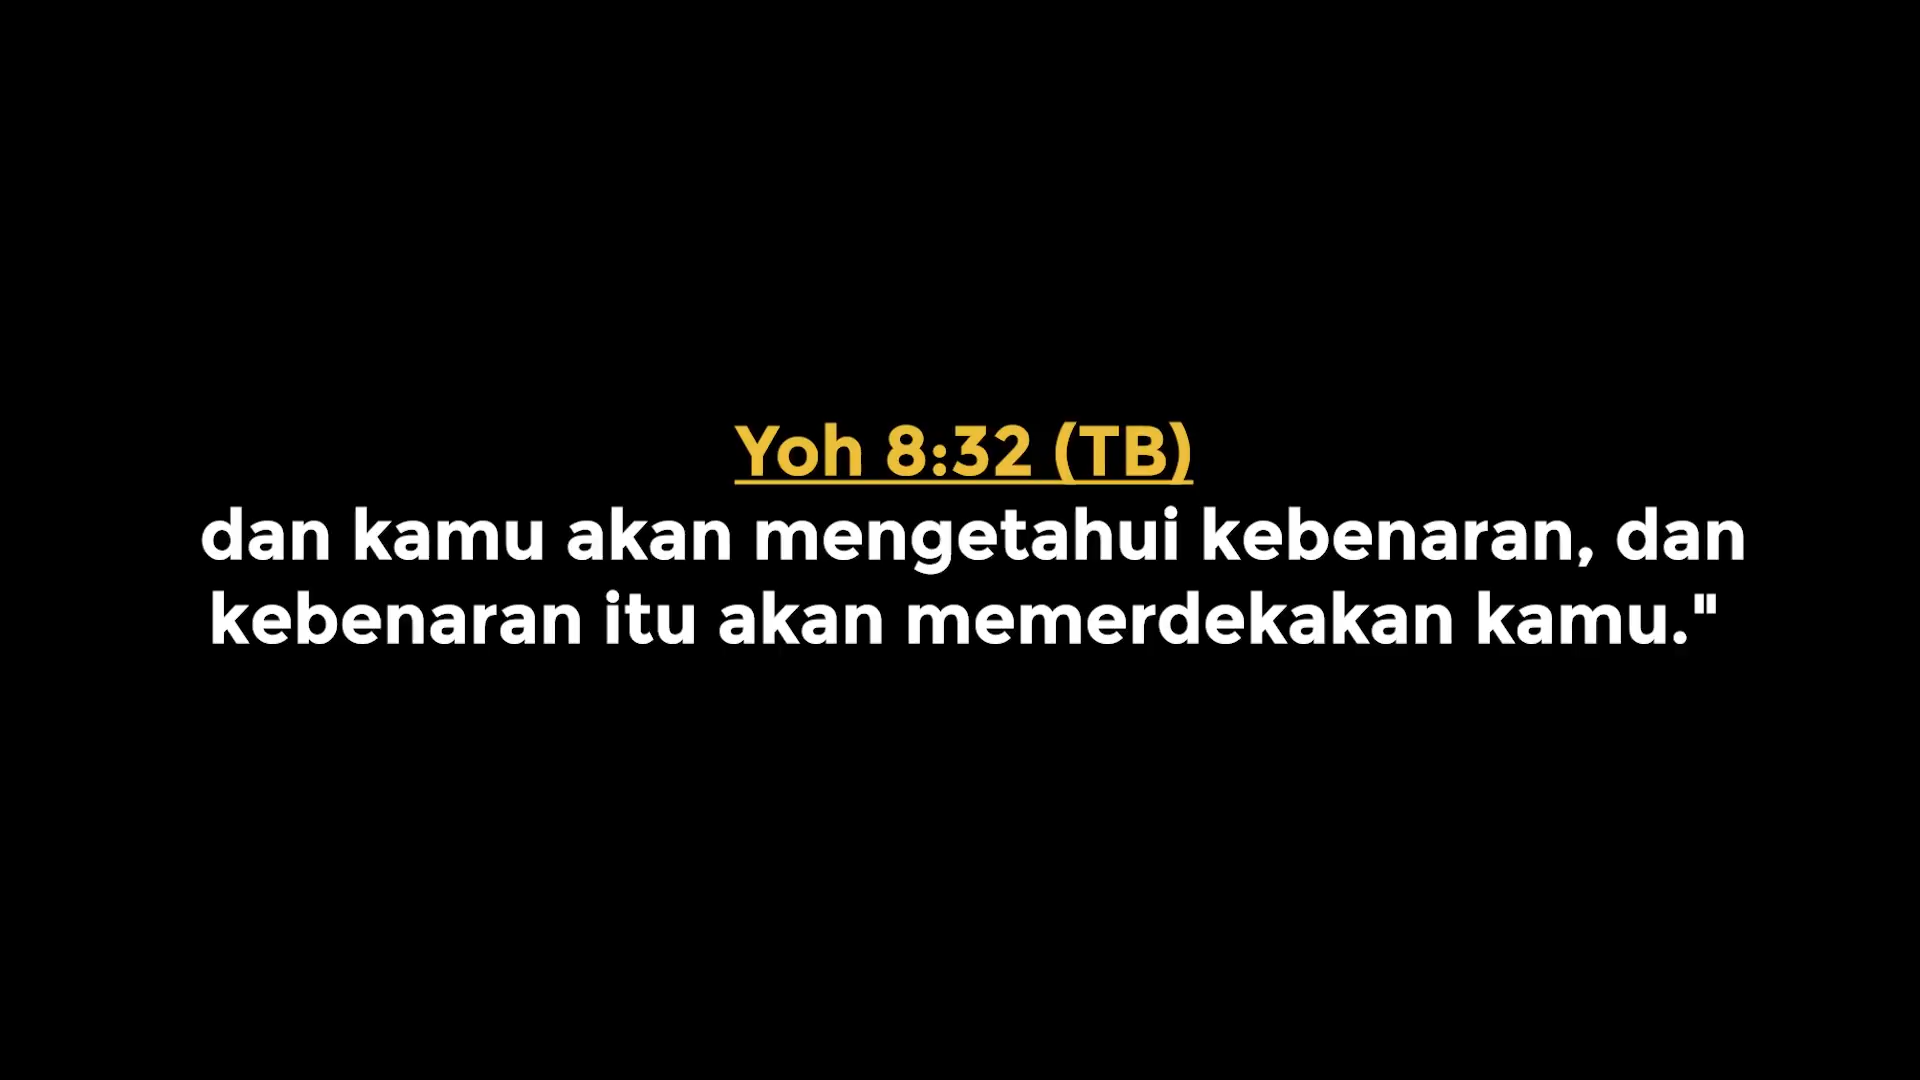 Yoh 8:32 (TB)
dan kamu akan mengetahui kebenaran, dan
kebenaran itu akan memerdekakan kamu."